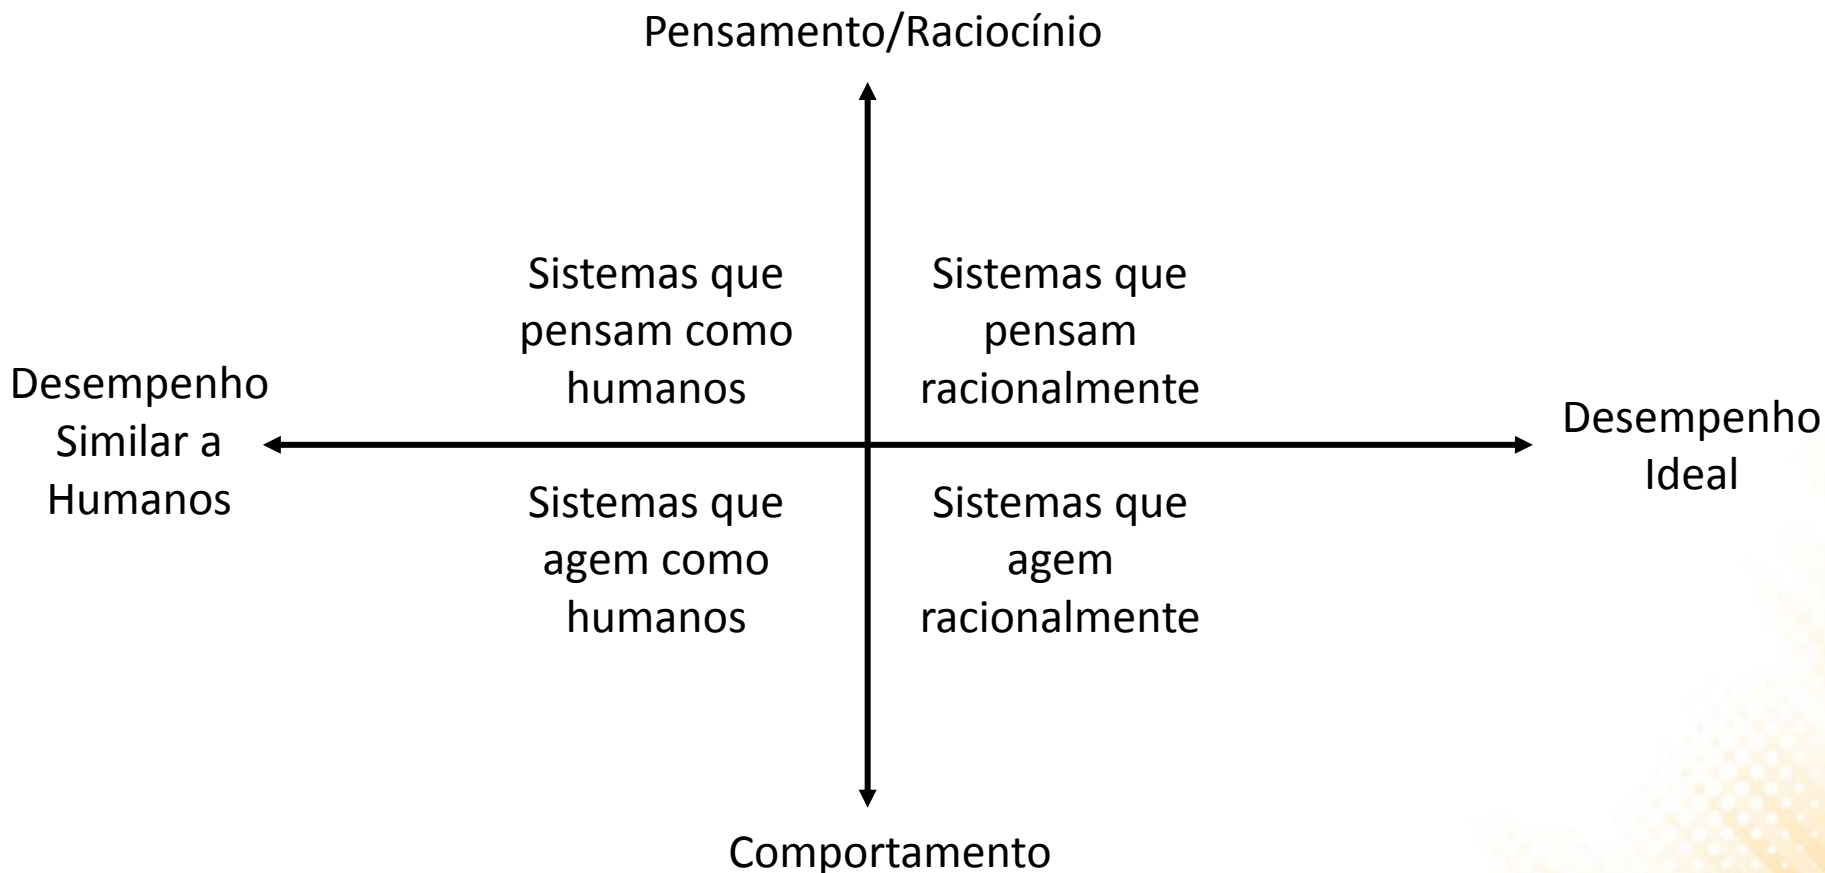 Pensamento/Raciocínio
Sistemas que
pensam como
humanos
Sistemas que
pensam
racionalmente
Desempenho
Similar a
Humanos
Desempenho
Ideal
Sistemas que
agem como
humanos
Sistemas que
agem
racionalmente
Comportamento